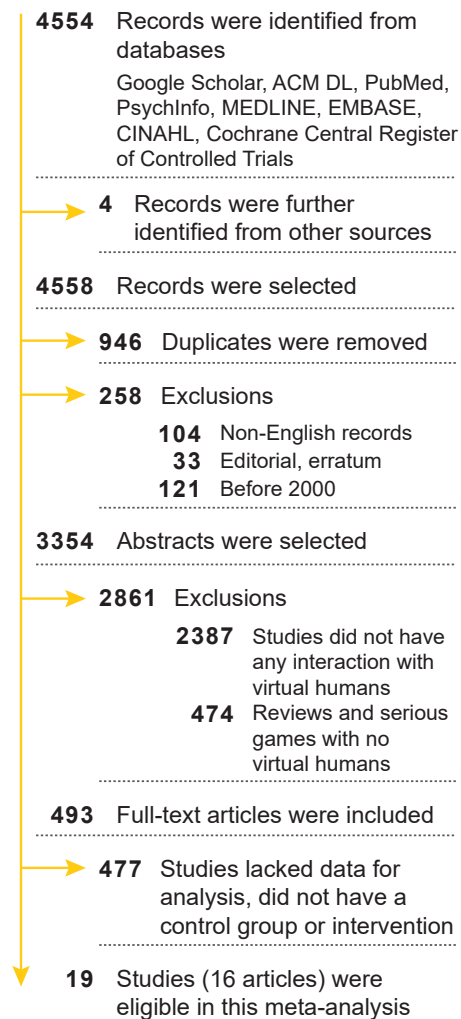 4554 Records were identified from
databases
Google Scholar, ACM DL, PubMed,
PsychInfo, MEDLINE, EMBASE,
CINAHL, Cochrane Central Register
of Controlled Trials
4 Records were further
identified from other sources
4558 Records were selected
946 Duplicates were removed
258 Exclusions
104 Non-English records
33 Editorial, erratum
121 Before 2000
3354 Abstracts were selected
2861 Exclusions
2387 Studies did not have
any interaction with
virtual humans
474 Reviews and serious
games with no
virtual humans
493 Full-text articles were included
477 Studies lacked data for
analysis, did not have a
control group or intervention
19 Studies (16 articles) were
eligible in this meta-analysis